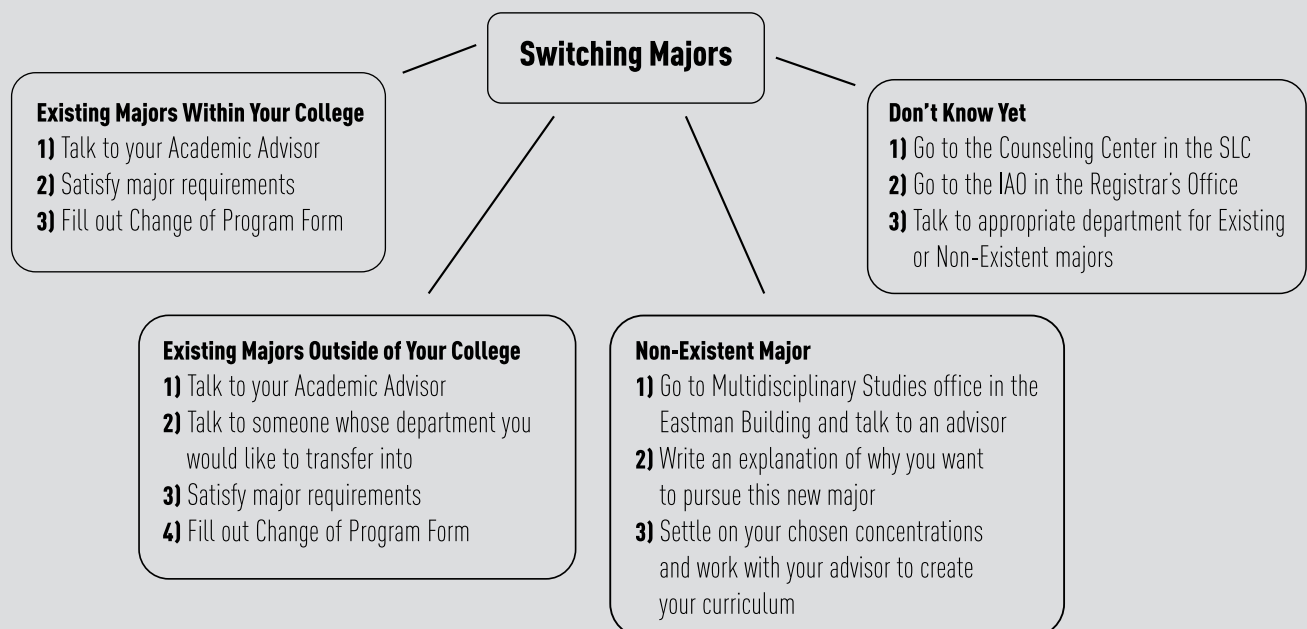 Switching Majors
Existing Majors Within Your College
1) Talk to your Academic Advisor
2) Satisfy major requirements
3) Fill out Change of Program Form
Don't Know Yet
1) Go to the Counseling Center in the SLC
2) Go to the IAO in the Registrar's Office
3) Talk to appropriate department for Existing
or Non-Existent majors
Existing Majors Outside of Your College
1) Talk to your Academic Advisor
2) Talk to someone whose department you
would like to transfer into
3) Satisfy major requirements
4) Fill out Change of Program Form
Non-Existent Major
1) Go to Multidisciplinary Studies office in the
Eastman Building and talk to an advisor
2) Write an explanation of why you want
to pursue this new major
3) Settle on your chosen concentrations
and work with your advisor to create
your curriculum